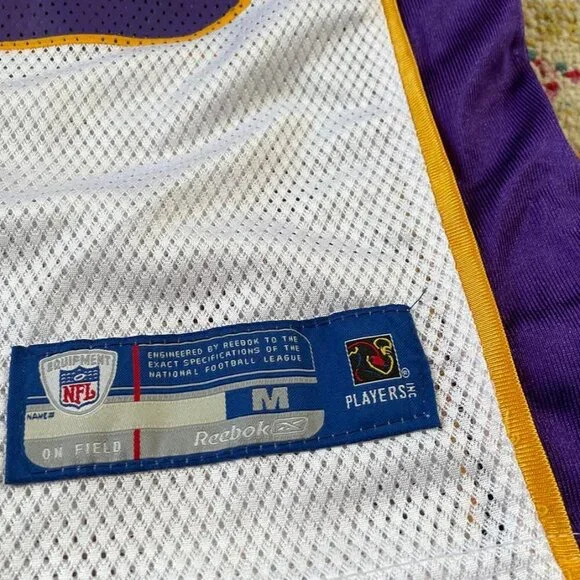 EQUIPMENT
NFL
ENGINEERED BY REEBOK TO THE
EXACT SPECIFICATIONS OF THE
NATIONAL FOOTBALL LEAGUE
NAME#
M
ON FIELD
Reebok
PLAYERS INC
®